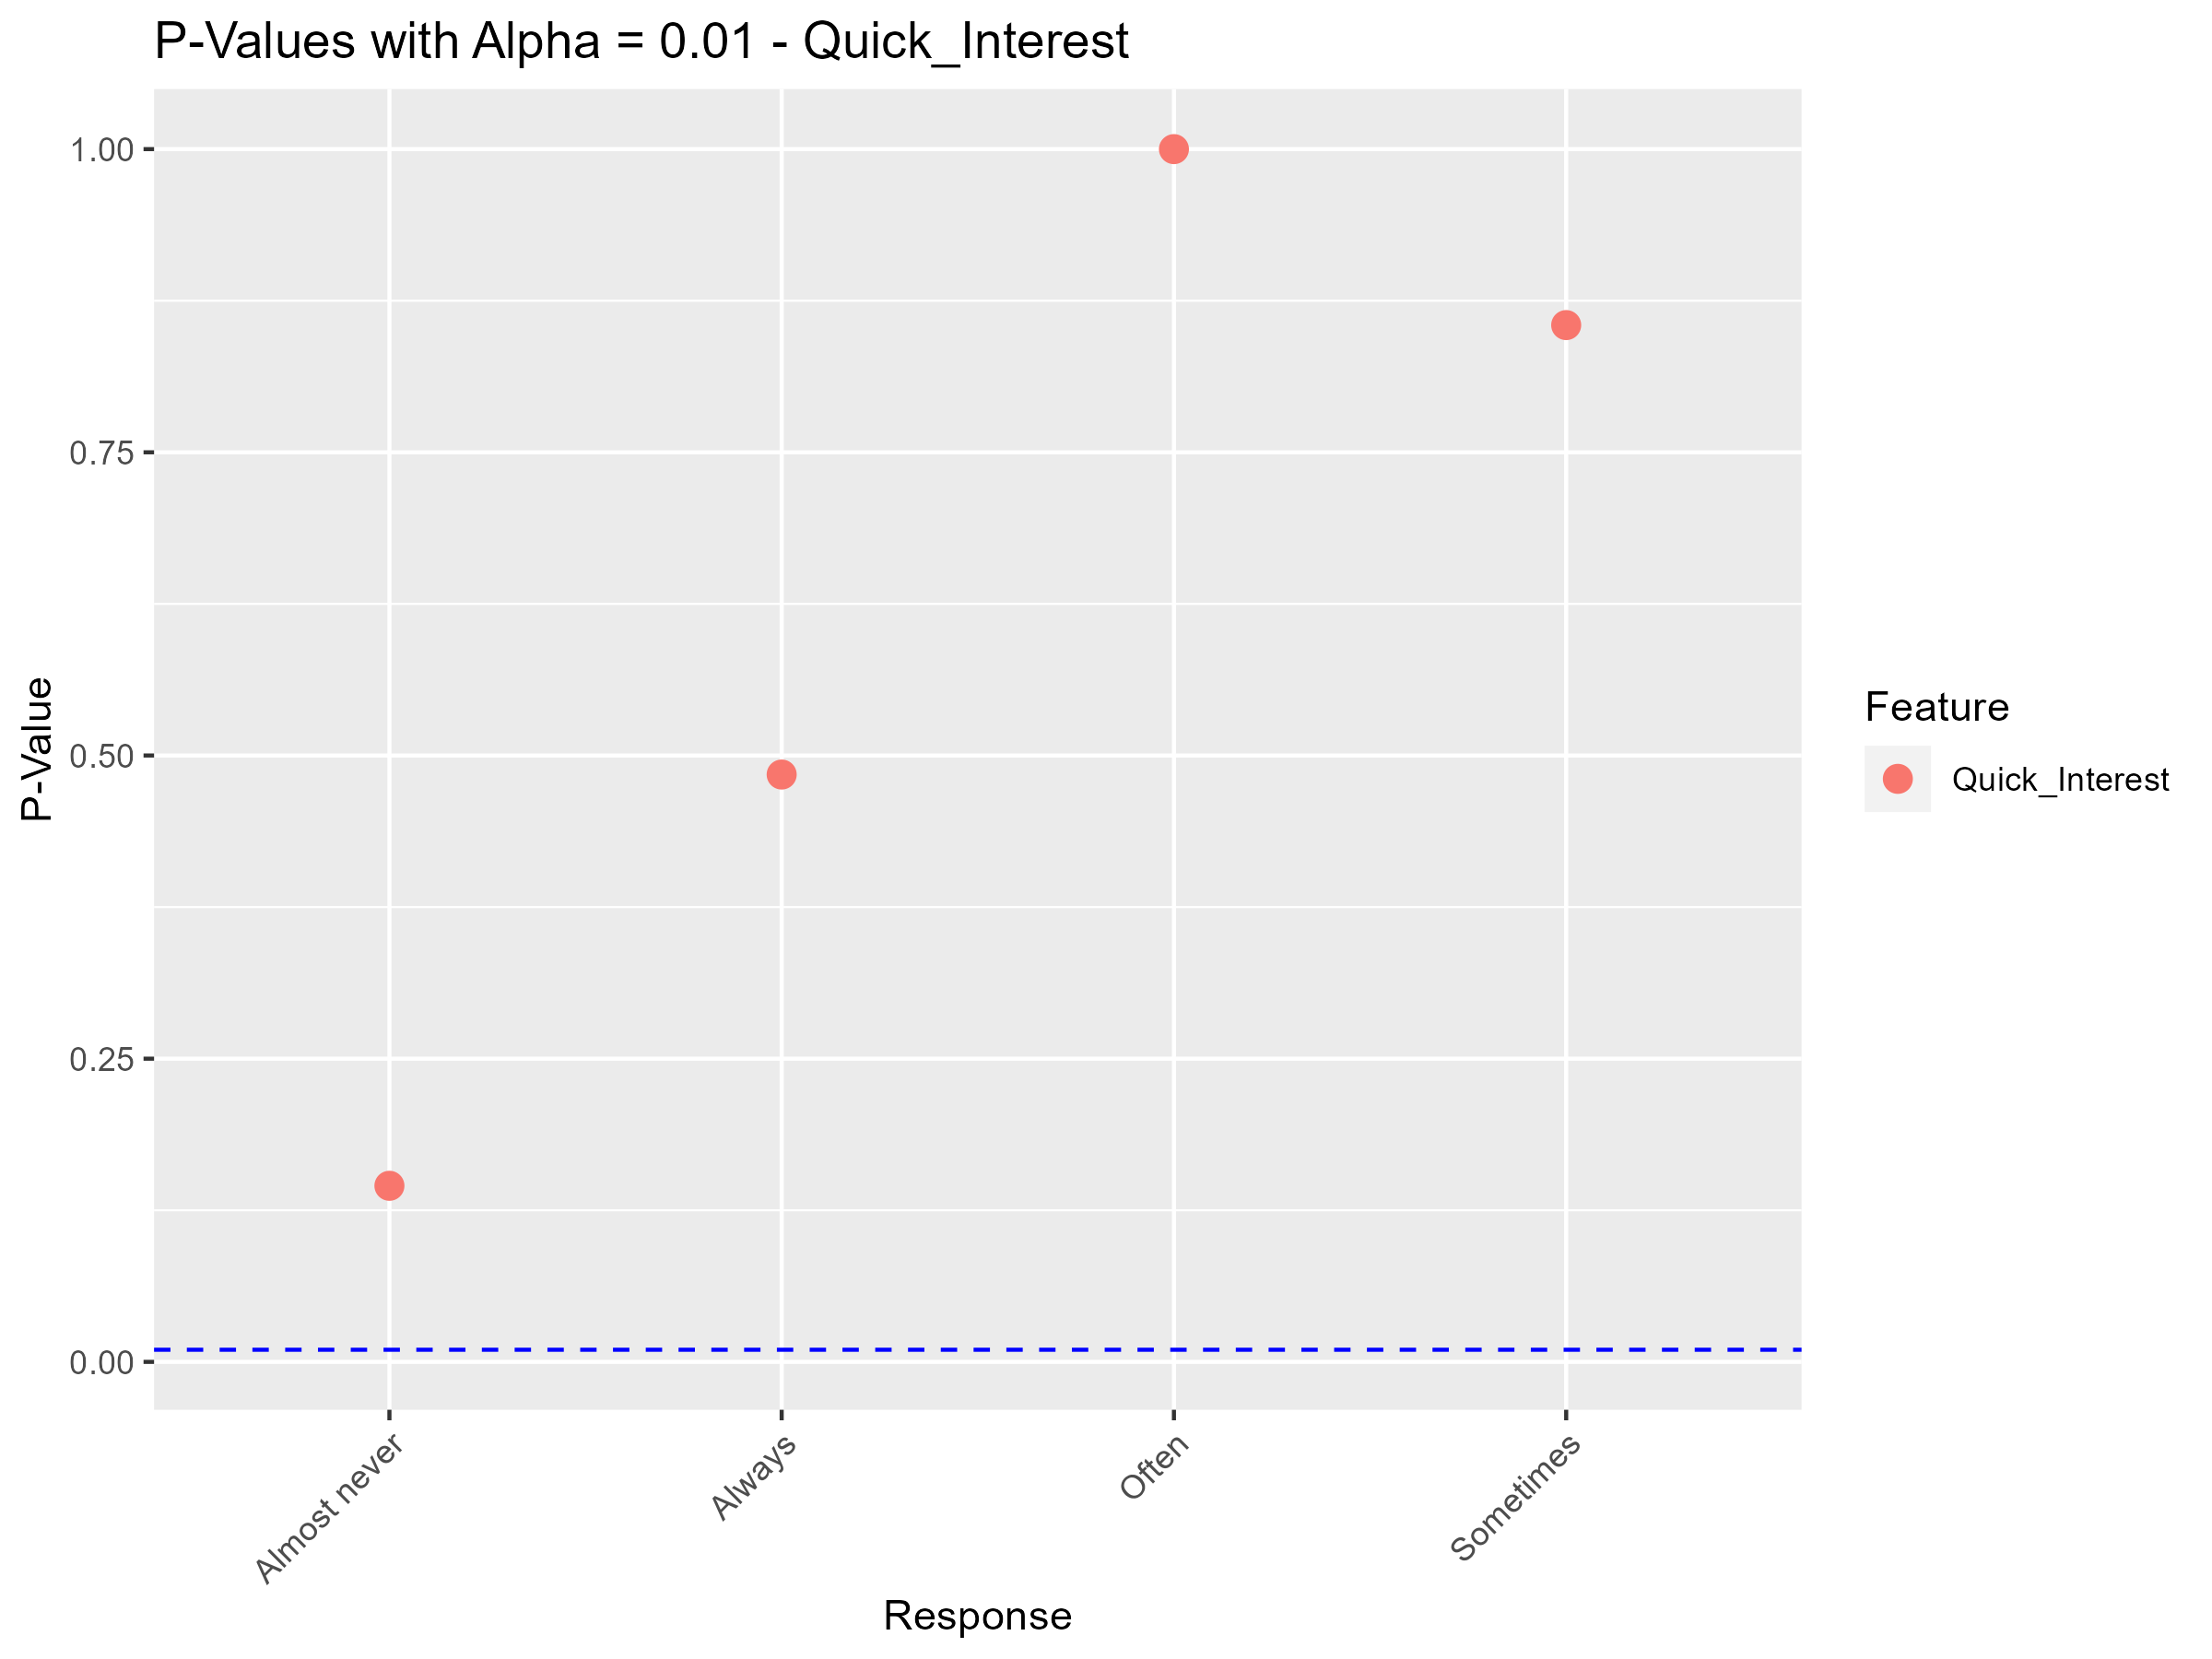 P-Values with Alpha = 0.01 - Quick_Interest
1.00
0.75
0.50
0.25
0.00
P-Value
Almost never
Always
Often
Sometimes
Response
Feature
Quick_Interest